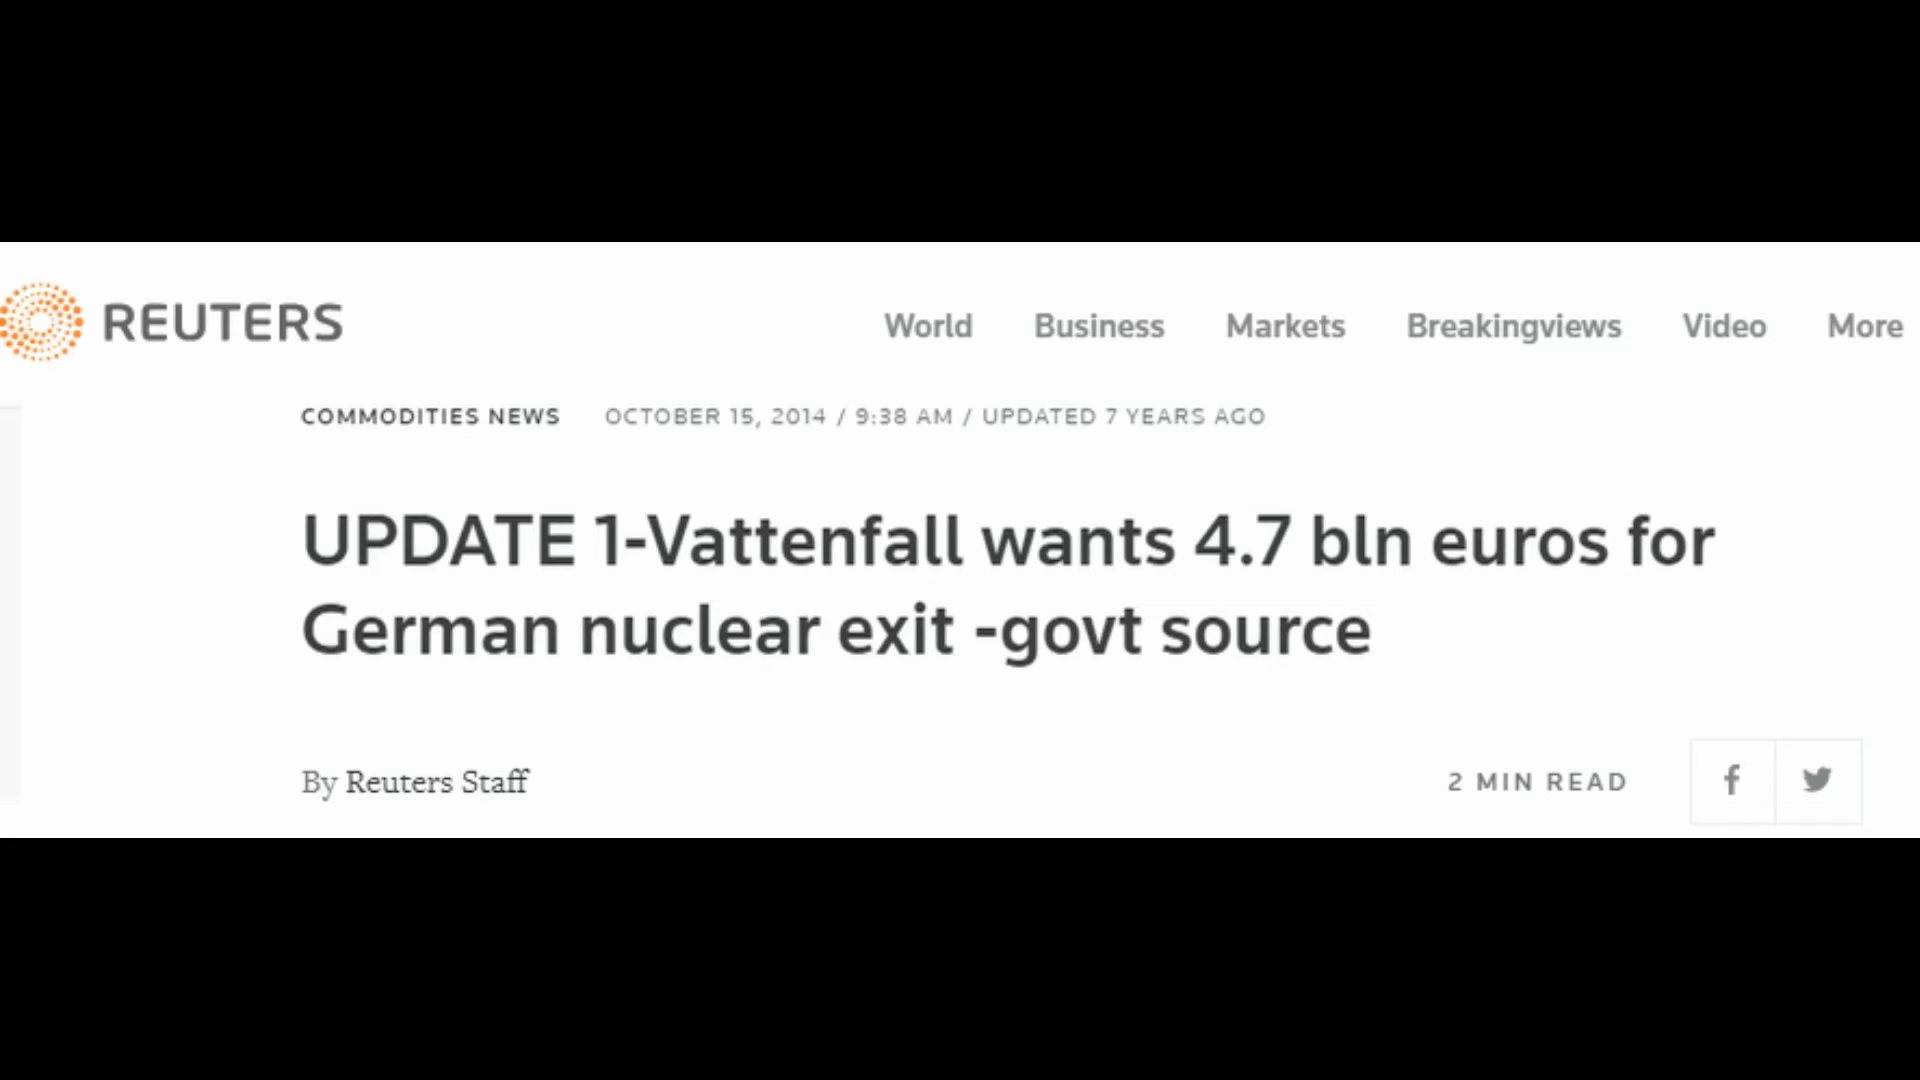 REUTERS World Business Markets Breakingviews Video More
COMMODITIES NEWS OCTOBER 15, 2014 / 9:38 AM / UPDATED 7 YEARS AGO
UPDATE 1-Vattenfall wants 4.7 bln euros for
German nuclear exit -govt source
By Reuters Staff 2 MIN READ